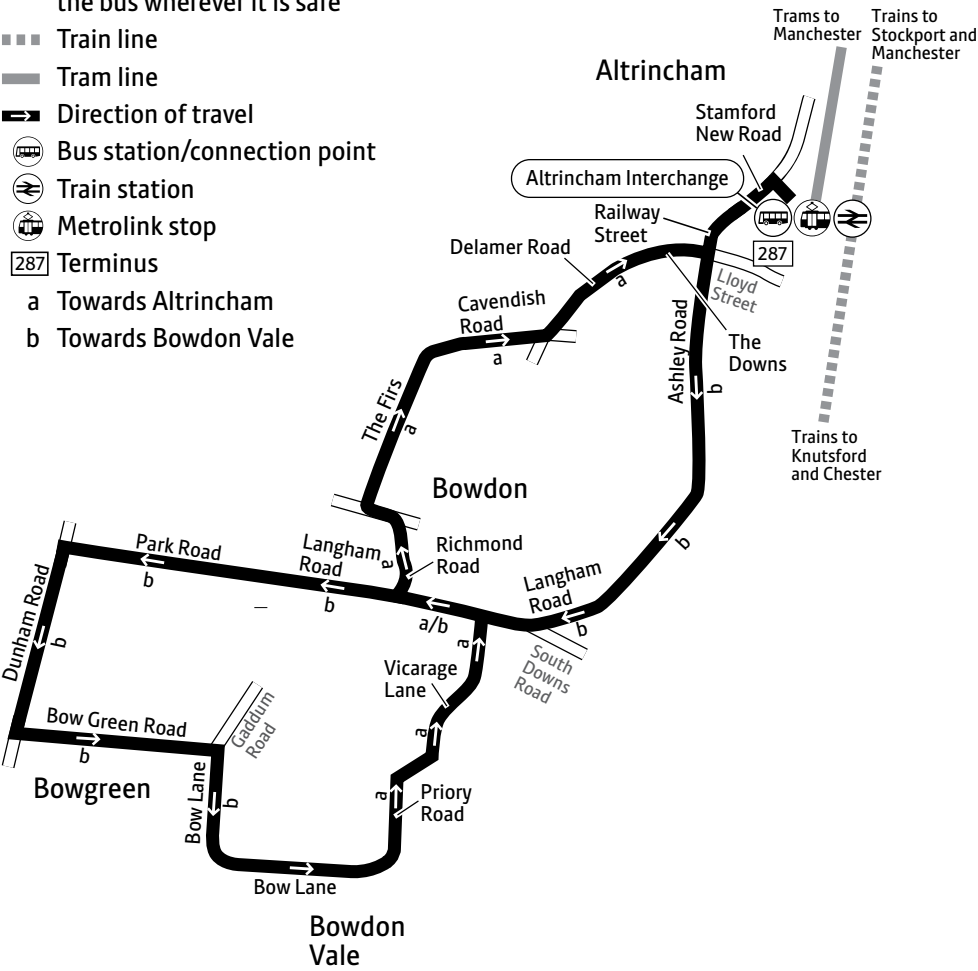 the bus wherever it is safe
Train line
Tram line
Direction of travel
Bus station/connection point
Train station
Metrolink stop
287 Terminus
a Towards Altrincham
b Towards Bowdon Vale
Trams to
Manchester
Trains to
Stockport and
Manchester
Altrincham
Stamford
New Road
Altrincham Interchange
Railway
Street
287
Delamer Road
a
Lloyd
Street
Cavendish
Road
a
The
Downs
Ashley Road
b
The Firs
a
Trains to
Knutsford
and Chester
Bowdon
b
Park Road
b
Langham
Road
b
a
Richmond
Road
Langham
Road
b
a/b
Dunham Road
b
a
South
Downs
Road
Vicarage
Lane
a
Gaddum
Road
Bow Green Road
b
Bowgreen
Bow Lane
b
a
Priory
Road
Bow Lane
Bowdon
Vale